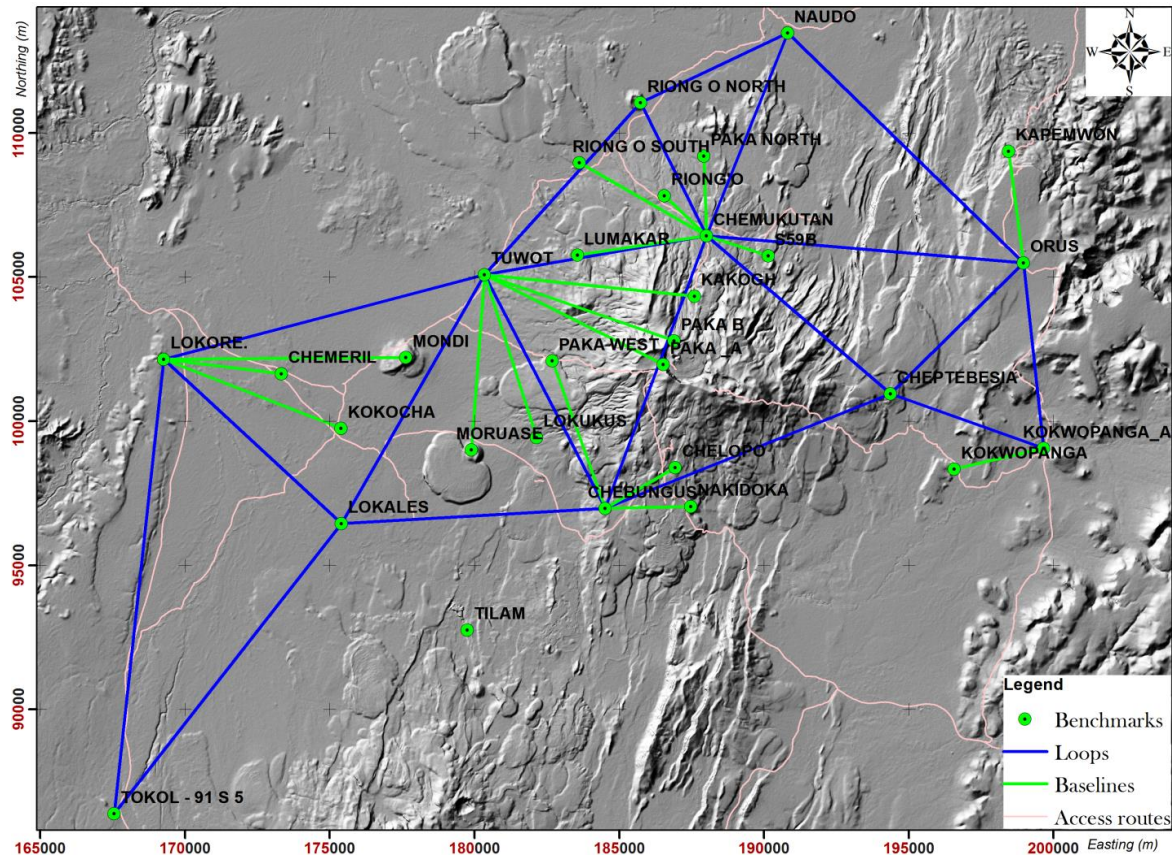 NAUDO
N
W
E
S
Northing (m)
RIONG O NORTH
110000
KAPEMWON
PAKA NORTH
RIONG O SOUTH
RIONG'O
CHEMUKUTAN
S59B
ORUS
LUMAKAR
TUWOT
105000
KAKOGH
PAKA B
PAKA-WEST
PAKA _A
LOKORE.
CHEMERIL
MONDI
CHEPTEBESIA
KOKOCHA
LOKUKUS
MORUASE
KOKWOPANGA_A
KOKWOPANGA
100000
CHELOPO
CHEBUNGUS
NAKIDOKA
LOKALES
95000
TILAM
90000
TOKOL - 91 S 5
Legend
Benchmarks
Loops
Baselines
Access routes
165000
170000
175000
180000
185000
190000
195000
200000
Easting (m)